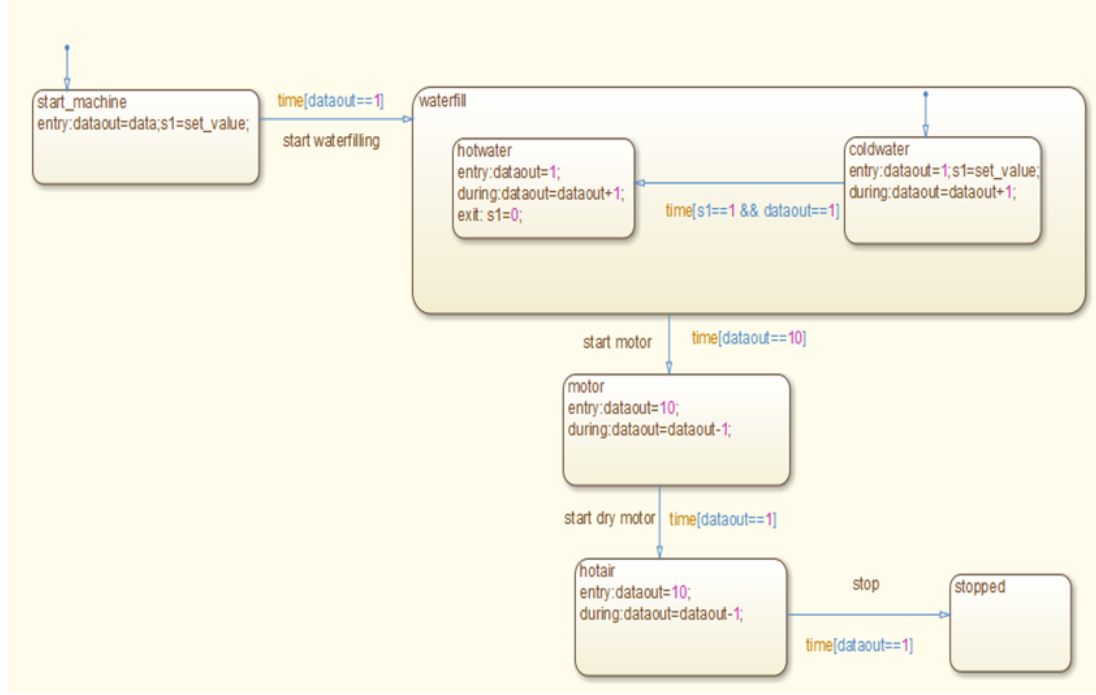 start_machine
entry:dataout=data;s1=set_value;
time[dataout==1]
start waterfilling
waterfill
hotwater
entry:dataout=1;
during:dataout=dataout+1;
exit: s1=0;
time[s1==1 && dataout==1]
coldwater
entry:dataout=1;s1=set_value;
during:dataout=dataout+1;
start motor
time[dataout==10]
motor
entry:dataout=10;
during:dataout=dataout-1;
start dry motor
time[dataout==1]
hotair
entry:dataout=10;
during:dataout=dataout-1;
stop
time[dataout==1]
stopped